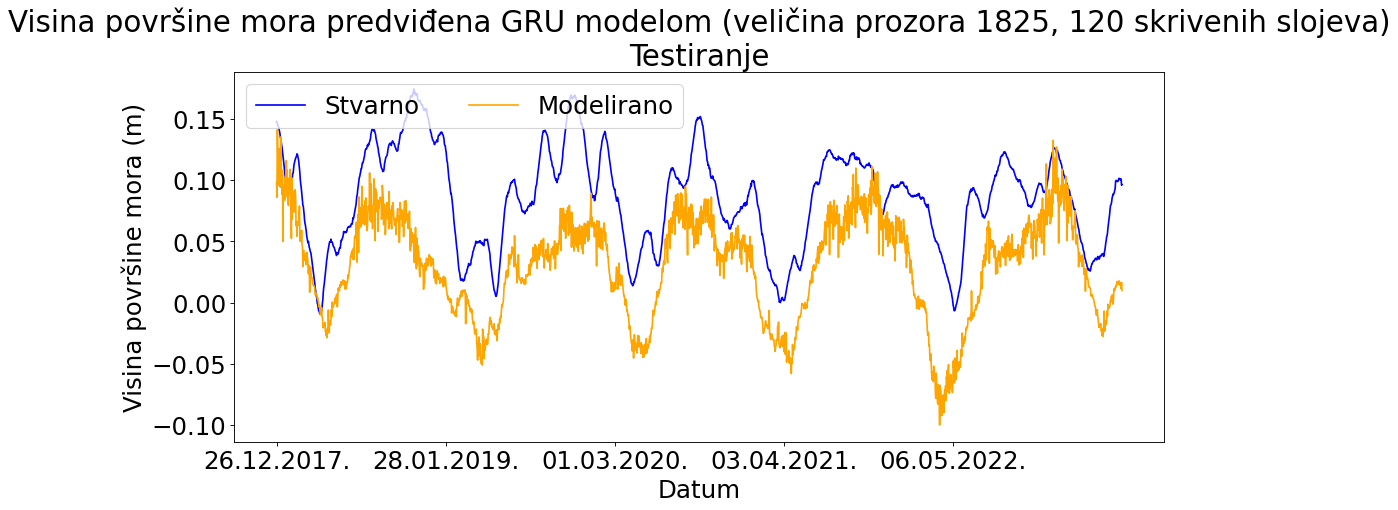 Visina površine mora predviđena GRU modelom (veličina prozora 1825, 120 skrivenih slojeva)
Testiranje
Stvarno
Modelirano
Visina površine mora (m)
0.15
0.10
0.05
0.00
−0.05
−0.10
26.12.2017.
28.01.2019.
01.03.2020.
03.04.2021.
06.05.2022.
Datum